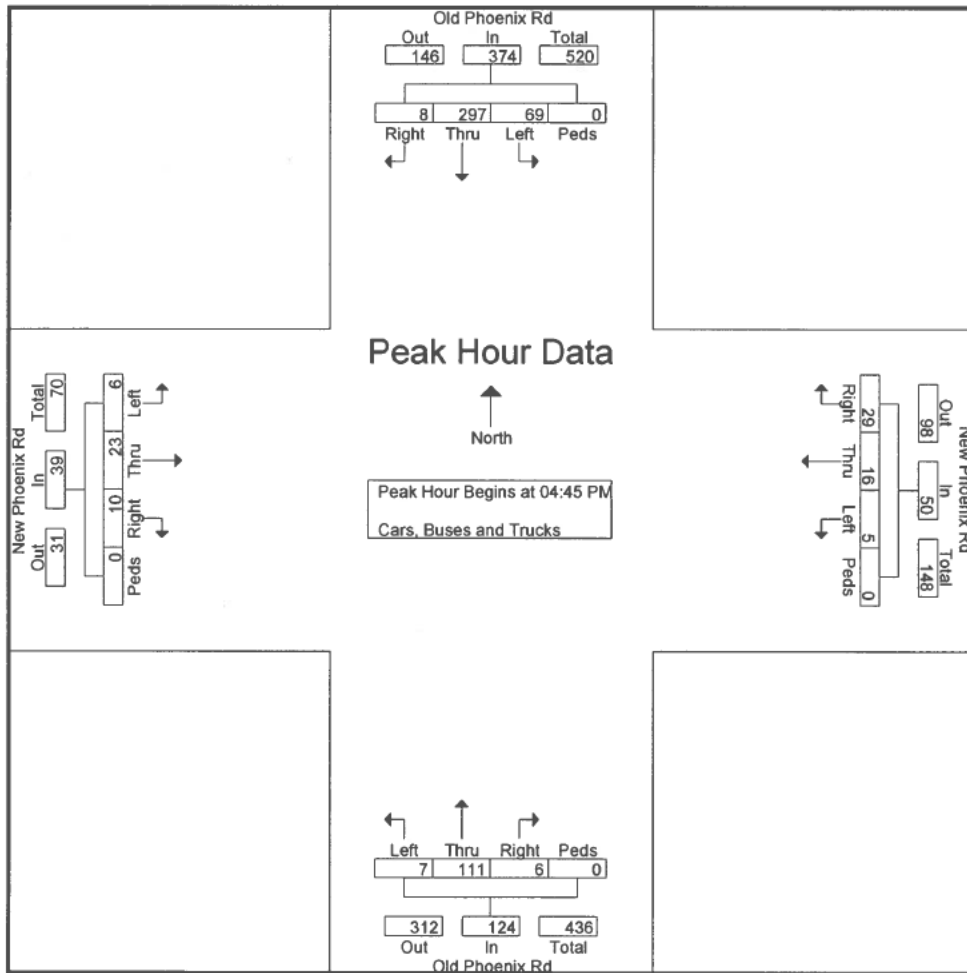 Old Phoenix Rd
Out In Total
146 374 520
8 297 69 0
Right Thru Left Peds
Peak Hour Data
North
Peak Hour Begins at 04:45 PM
Cars, Buses and Trucks
New Phoenix Rd
Out In Total
31 39 70
Left Thru Right Peds
6 23 10 0
New Phoenix Rd
Out In Total
98 50 148
Right Thru Left Peds
29 16 5 0
Left Thru Right Peds
7 111 6 0
312 124 436
Out In Total
Old Phoenix Rd